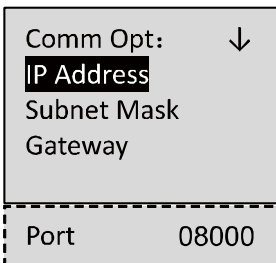 Comm Opt: ↓
IP Address
Subnet Mask
Gateway
Port 08000